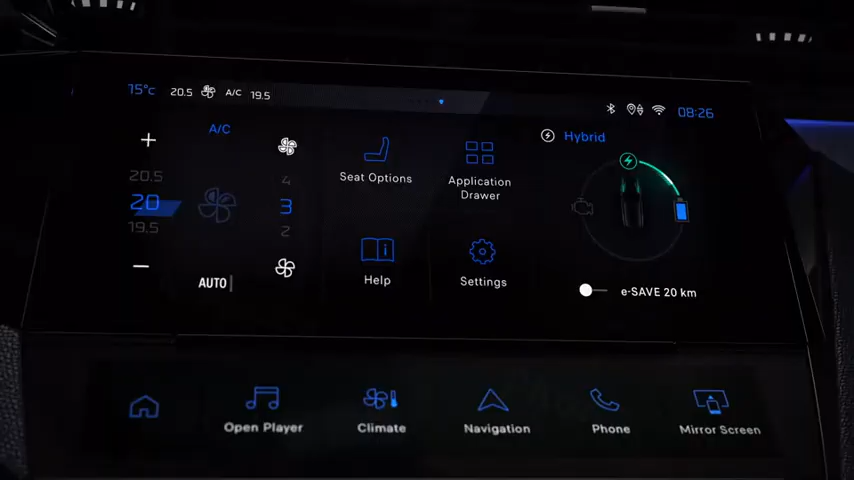 15°c 20.5 A/C 19.5
08:26
A/C
Hybrid
20.5
20
19.5
4
3
2
AUTO
Seat Options
Application
Drawer
Help
Settings
e-SAVE 20 km
Open Player
Climate
Navigation
Phone
Mirror Screen